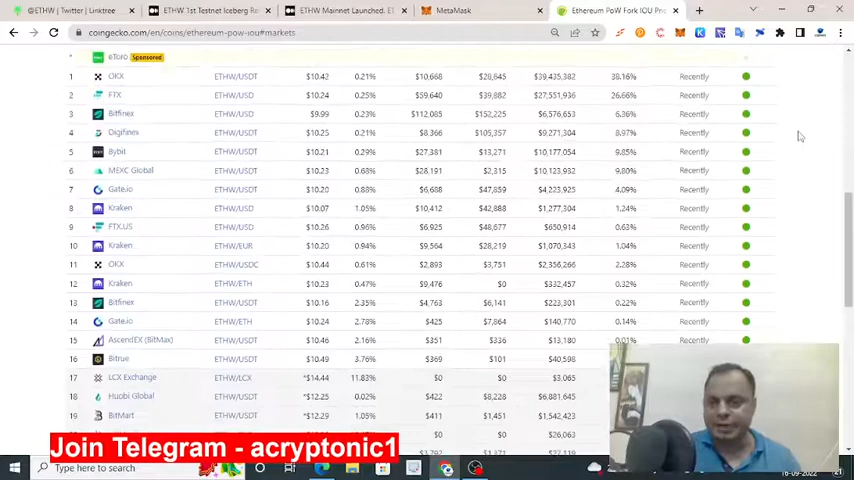 @ETHW | Twitter | Linktree
ETHW 1st Testnet Iceberg Re
ETHW Mainnet Launched. ET
MetaMask
Ethereum PoW Fork IOU Pric
coingecko.com/en/coins/ethereum-pow-iou#markets
* eToro Sponsored
1 OKX ETHW/USDT $10.42 0.21% $10,668 $28,645 $39,435,382 38.16% Recently
2 FTX ETHW/USD $10.24 0.25% $59,640 $39,882 $27,551,936 26.66% Recently
3 Bitfinex ETHW/USD $9.99 0.23% $112,085 $152,225 $6,576,653 6.36% Recently
4 Digifinex ETHW/USDT $10.25 0.21% $8,366 $105,357 $9,271,304 8.97% Recently
5 Bybit ETHW/USDT $10.21 0.29% $27,381 $13,271 $10,177,054 9.85% Recently
6 MEXC Global ETHW/USDT $10.23 0.68% $28,191 $2,315 $10,123,932 9.80% Recently
7 Gate.io ETHW/USDT $10.20 0.88% $6,688 $47,859 $4,223,925 4.09% Recently
8 Kraken ETHW/USD $10.07 1.05% $10,412 $42,888 $1,277,304 1.24% Recently
9 FTX.US ETHW/USD $10.26 0.96% $6,925 $48,677 $650,914 0.63% Recently
10 Kraken ETHW/EUR $10.20 0.94% $9,564 $28,219 $1,070,343 1.04% Recently
11 OKX ETHW/USDC $10.44 0.61% $2,893 $3,751 $2,356,266 2.28% Recently
12 Kraken ETHW/ETH $10.23 0.47% $9,476 $0 $332,457 0.32% Recently
13 Bitfinex ETHW/USDT $10.16 2.35% $4,763 $6,141 $223,301 0.22% Recently
14 Gate.io ETHW/ETH $10.24 2.78% $425 $7,864 $140,770 0.14% Recently
15 AscendEX (BitMax) ETHW/USDT $10.46 2.16% $351 $336 $13,180 0.01% Recently
16 Bitrue ETHW/USDT $10.49 3.76% $369 $101 $40,598
17 LCX Exchange ETHW/LCX *$14.44 11.83% $0 $0 $3,065
18 Huobi Global ETHW/USDT *$12.25 0.02% $422 $8,228 $6,881,645
19 BitMart ETHW/USDT *$12.29 1.05% $411 $1,451 $1,542,423
$0 $26,063
Join Telegram - acryptonic1
Type here to search
16-09-2022